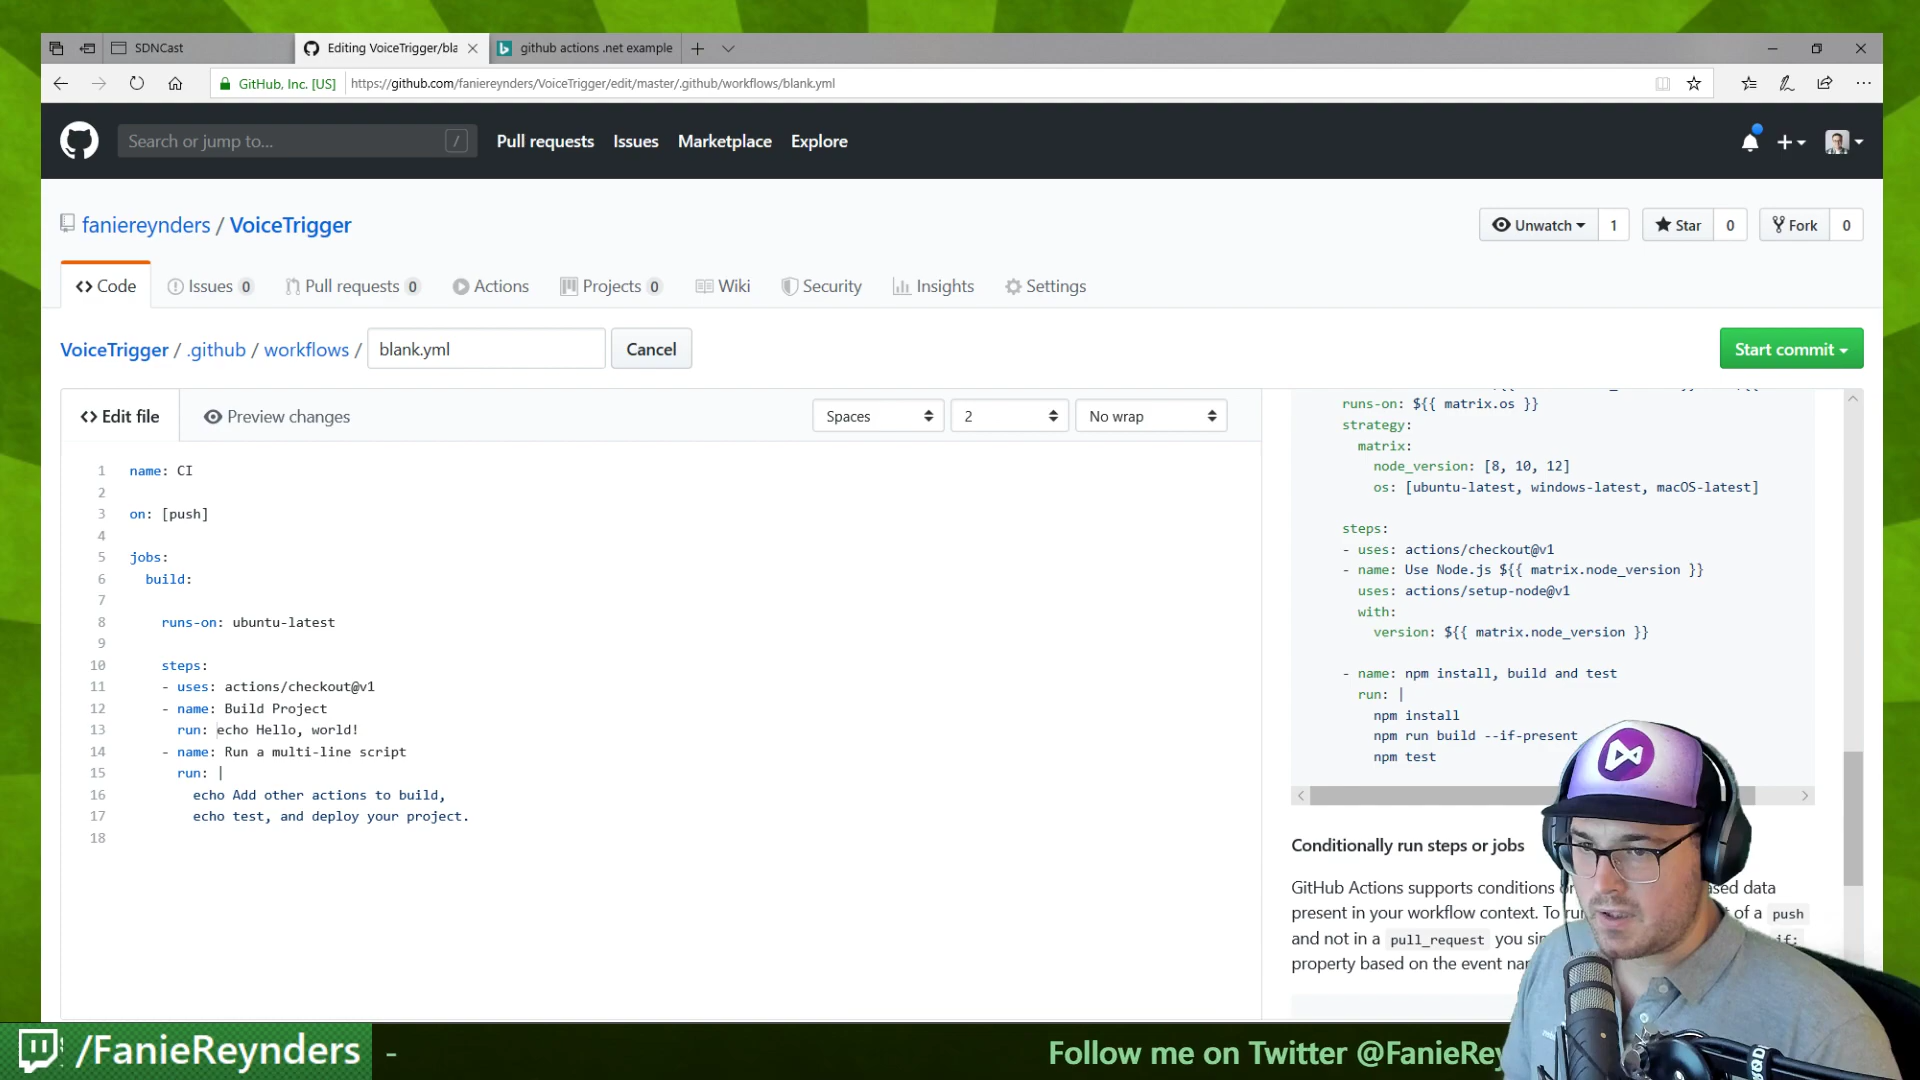 SDNCast
Editing VoiceTrigger/bla
github actions .net example
GitHub, Inc. [US]
https://github.com/faniereynders/VoiceTrigger/edit/master/.github/workflows/blank.yml
Search or jump to...
/
Pull requests
Issues
Marketplace
Explore
faniereynders / VoiceTrigger
Unwatch 1
Star 0
Fork 0
Code
Issues 0
Pull requests 0
Actions
Projects 0
Wiki
Security
Insights
Settings
VoiceTrigger / .github / workflows / blank.yml
Cancel
Start commit
Edit file
Preview changes
Spaces
2
No wrap
1 name: CI
2
3 on: [push]
4
5 jobs:
6 build:
7
8 runs-on: ubuntu-latest
9
10 steps:
11 - uses: actions/checkout@v1
12 - name: Build Project
13 run: echo Hello, world!
14 - name: Run a multi-line script
15 run: |
16 echo Add other actions to build,
17 echo test, and deploy your project.
18
runs-on: ${{ matrix.os }}
strategy:
matrix:
node_version: [8, 10, 12]
os: [ubuntu-latest, windows-latest, macOS-latest]
steps:
- uses: actions/checkout@v1
- name: Use Node.js ${{ matrix.node_version }}
uses: actions/setup-node@v1
with:
version: ${{ matrix.node_version }}
- name: npm install, build and test
run: |
npm install
npm run build --if-present
npm test
Conditionally run steps or jobs
GitHub Actions supports conditions data
present in your workflow context. To of a push
and not in a pull_request you if:
property based on the event
/FanieReynders
-
Follow me on Twitter @FanieRey